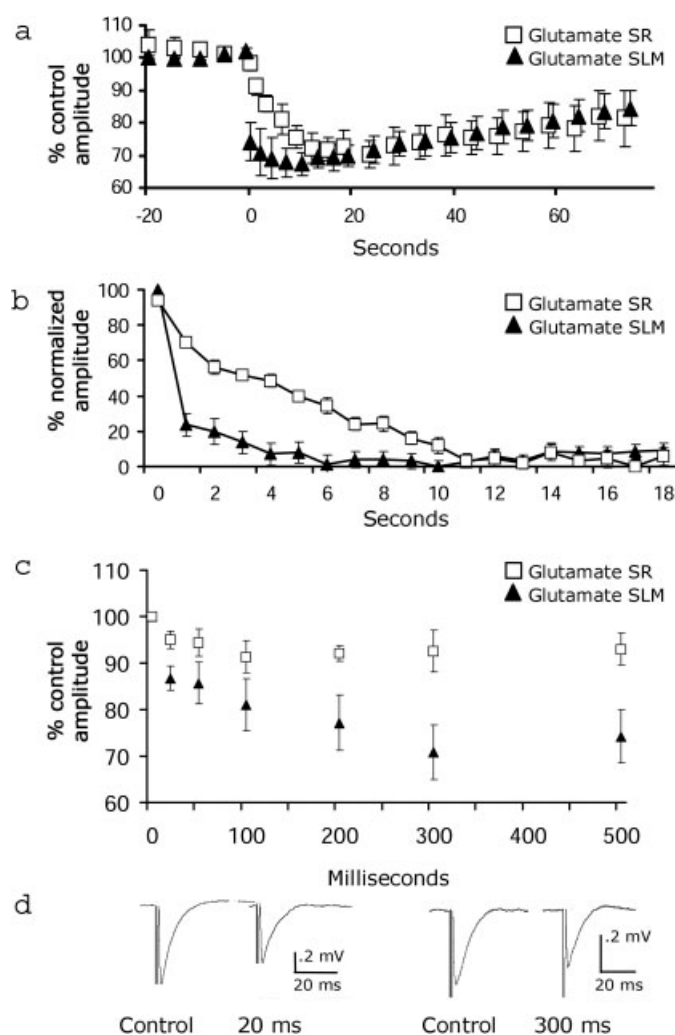 a
110
100
90
80
70
60
% control
amplitude
Glutamate SR
Glutamate SLM
-20 0 20 40 60
Seconds
b
100
80
60
40
20
0
% normalized
amplitude
Glutamate SR
Glutamate SLM
0 2 4 6 8 10 12 14 16 18
Seconds
c
110
100
90
80
70
60
% control
amplitude
Glutamate SR
Glutamate SLM
0 100 200 300 400 500
Milliseconds
d
.2 mV
20 ms
.2 mV
20 ms
Control 20 ms Control 300 ms